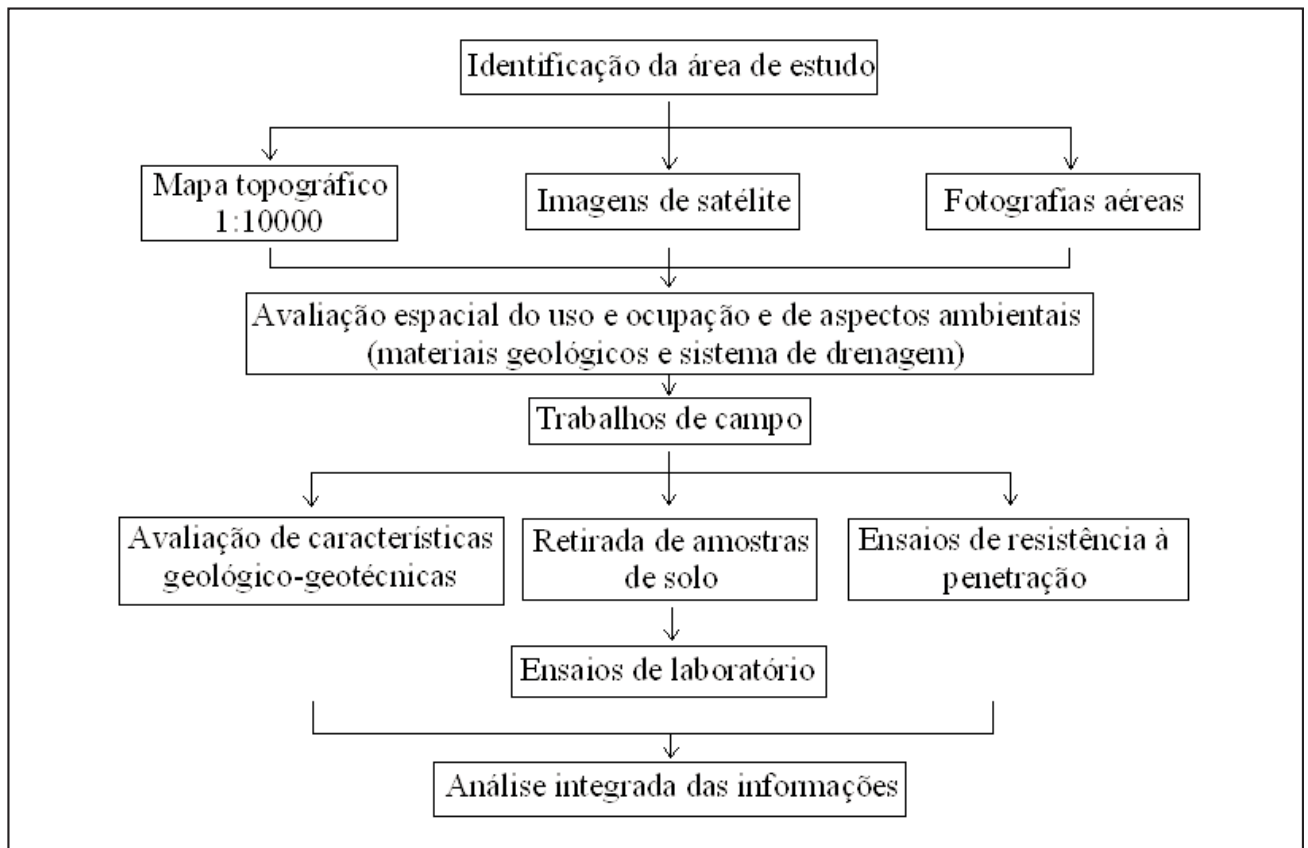 Identificação da área de estudo
Mapa topográfico
1:10000
Imagens de satélite
Fotografias aéreas
Avaliação espacial do uso e ocupação e de aspectos ambientais
(materiais geológicos e sistema de drenagem)
Trabalhos de campo
Avaliação de características
geológico-geotécnicas
Retirada de amostras
de solo
Ensaios de resistência à
penetração
Ensaios de laboratório
Análise integrada das informações